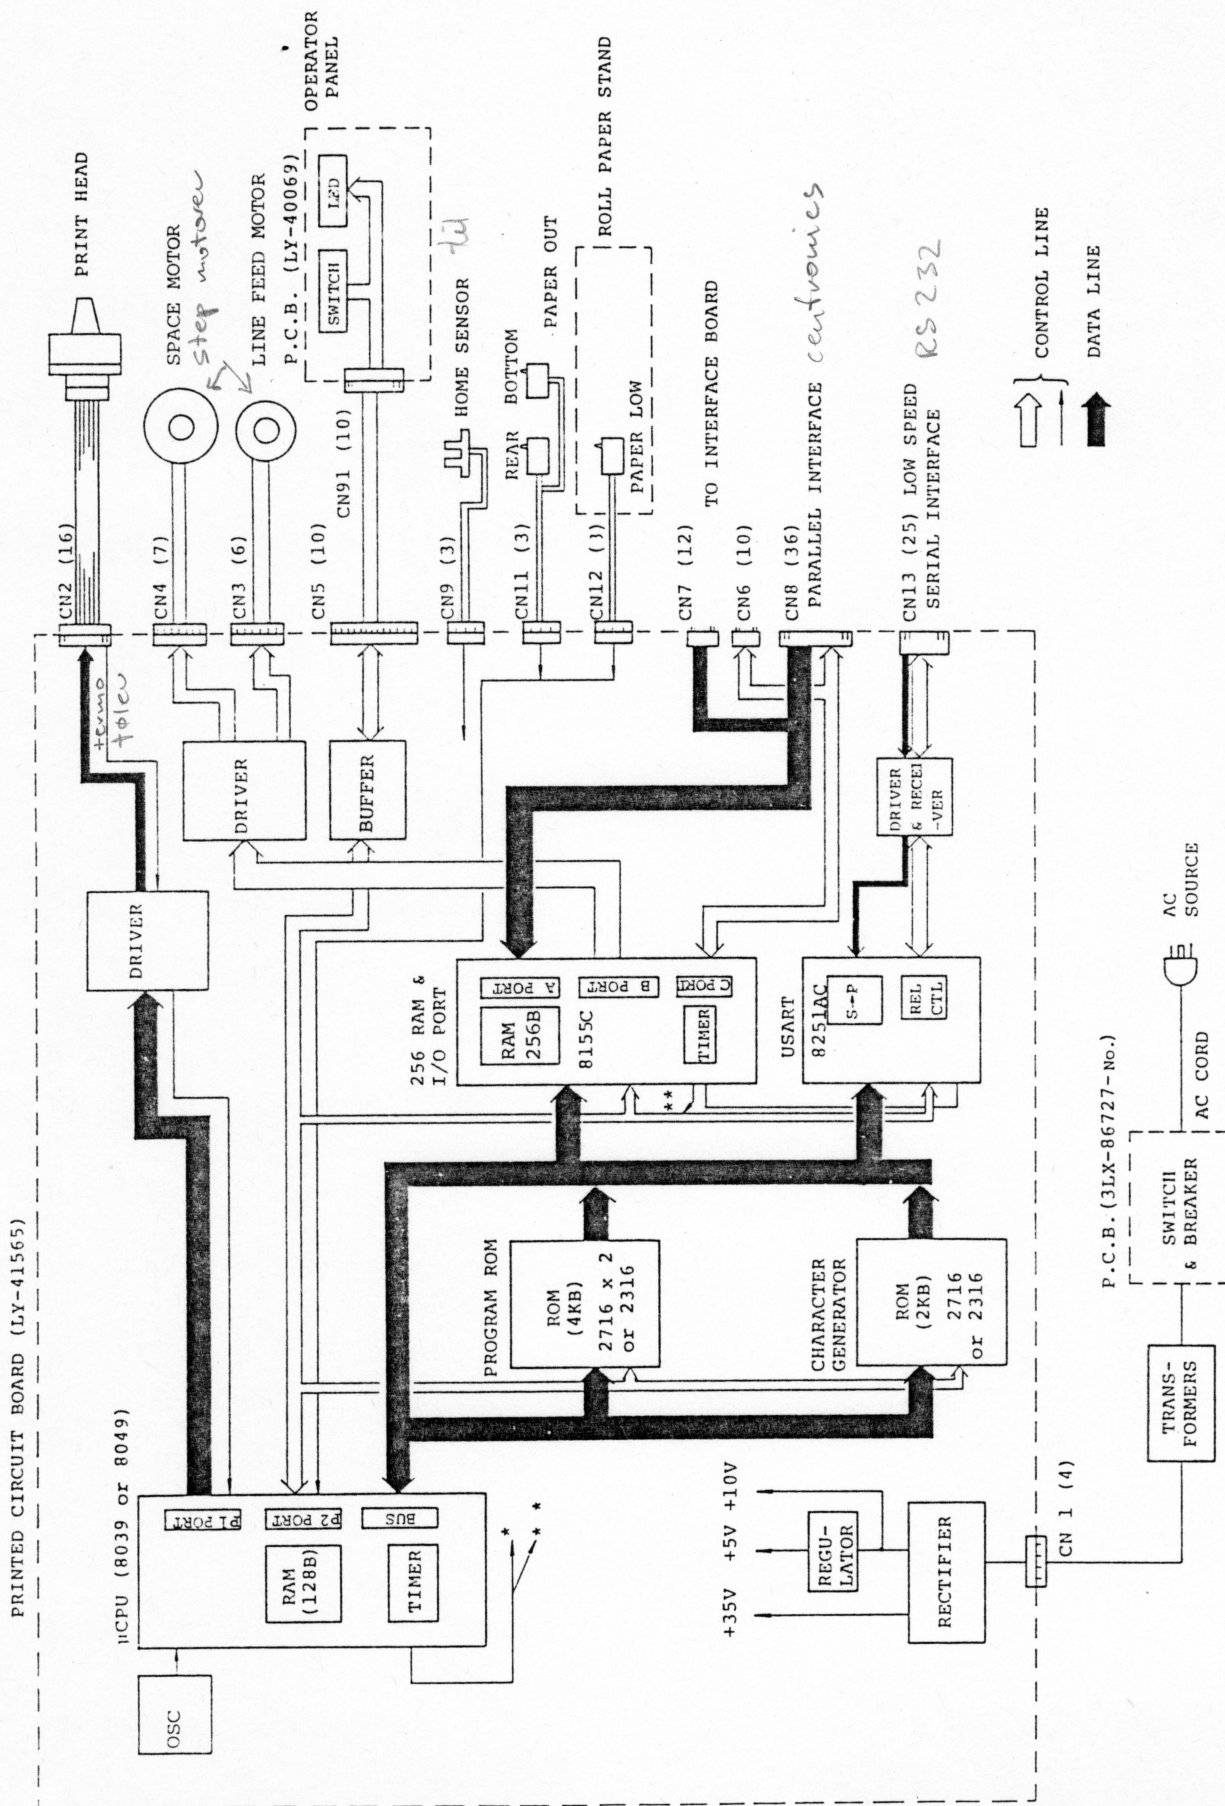 PRINTED CIRCUIT BOARD (LY-41565)
OSC
μCPU (8039 or 8049)
P1 PORT
P2 PORT
BUS
RAM
(128B)
TIMER
*
**
DRIVER
termo
føler
CN2 (16)
PRINT HEAD
DRIVER
CN4 (7)
SPACE MOTOR
step motorer
CN3 (6)
LINE FEED MOTOR
BUFFER
CN5 (10)
CN91 (10)
P.C.B. (LY-40069)
OPERATOR
PANEL
SWITCH
LED
CN9 (3)
HOME SENSOR
til
CN11 (3)
REAR
BOTTOM
PAPER OUT
CN12 (3)
PAPER LOW
ROLL PAPER STAND
CN7 (12)
TO INTERFACE BOARD
CN6 (10)
CN8 (36)
PARALLEL INTERFACE
centronics
CN13 (25) LOW SPEED
SERIAL INTERFACE
RS 232
256 RAM &
I/O PORT
RAM
256B
8155C
A PORT
B PORT
C PORT
TIMER
**
USART
8251AC
S→P
REL
CTL
DRIVER
& RECEI
-VER
PROGRAM ROM
ROM
(4KB)
2716 x 2
or 2316
CHARACTER
GENERATOR
ROM
(2KB)
2716
or 2316
+35V
+5V
+10V
REGU-
LATOR
RECTIFIER
CN 1 (4)
TRANS-
FORMERS
P.C.B.(3LX-86727-No.)
SWITCH
& BREAKER
AC CORD
AC
SOURCE
CONTROL LINE
DATA LINE